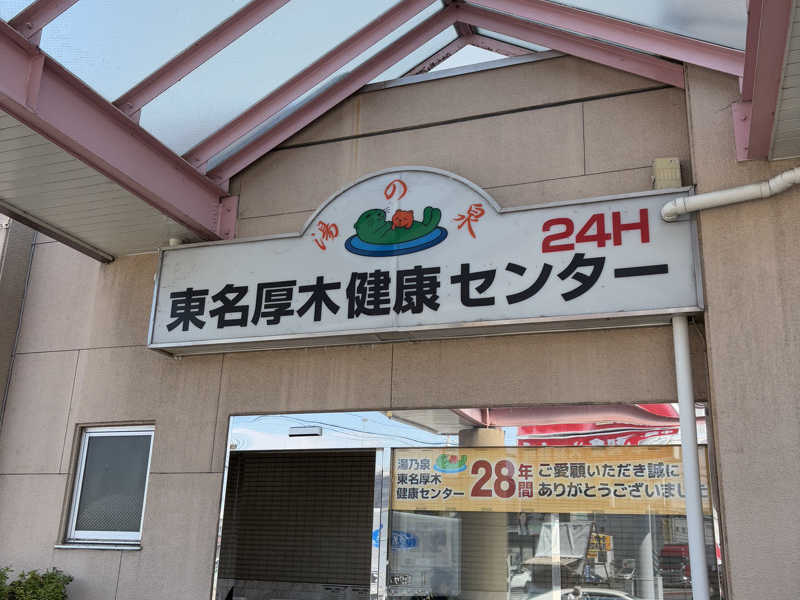 湯の泉
24H
東名厚木健康センター
湯乃泉
東名厚木
健康センター
28年間
ご愛顧いただき誠に
ありがとうございました